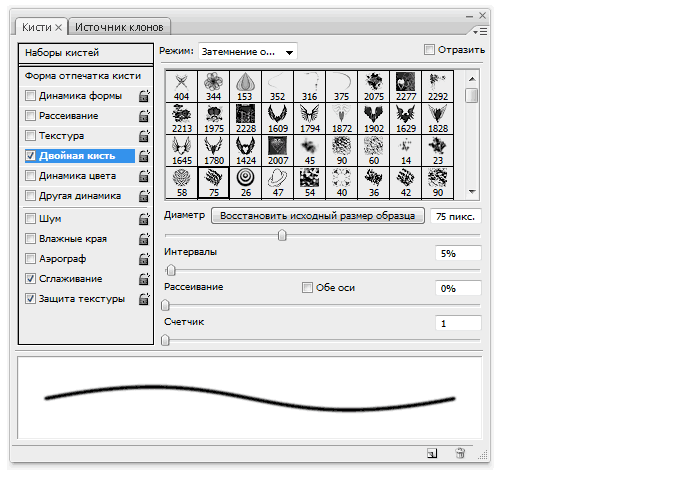 Кисти × Источник клонов
Наборы кистей
Форма отпечатка кисти
Динамика формы
Рассеивание
Текстура
Двойная кисть
Динамика цвета
Другая динамика
Шум
Влажные края
Аэрограф
Сглаживание
Защита текстуры
Режим: Затемнение о... Отразить
404 344 153 352 316 375 2075 2277 2292
2213 1975 2228 1609 1794 1872 1902 1629 1828
1645 1780 1424 2007 45 90 60 14 23
58 75 26 47 54 40 36 42 90
Диаметр Восстановить исходный размер образца 75 пикс.
Интервалы 5%
Рассеивание Обе оси 0%
Счетчик 1